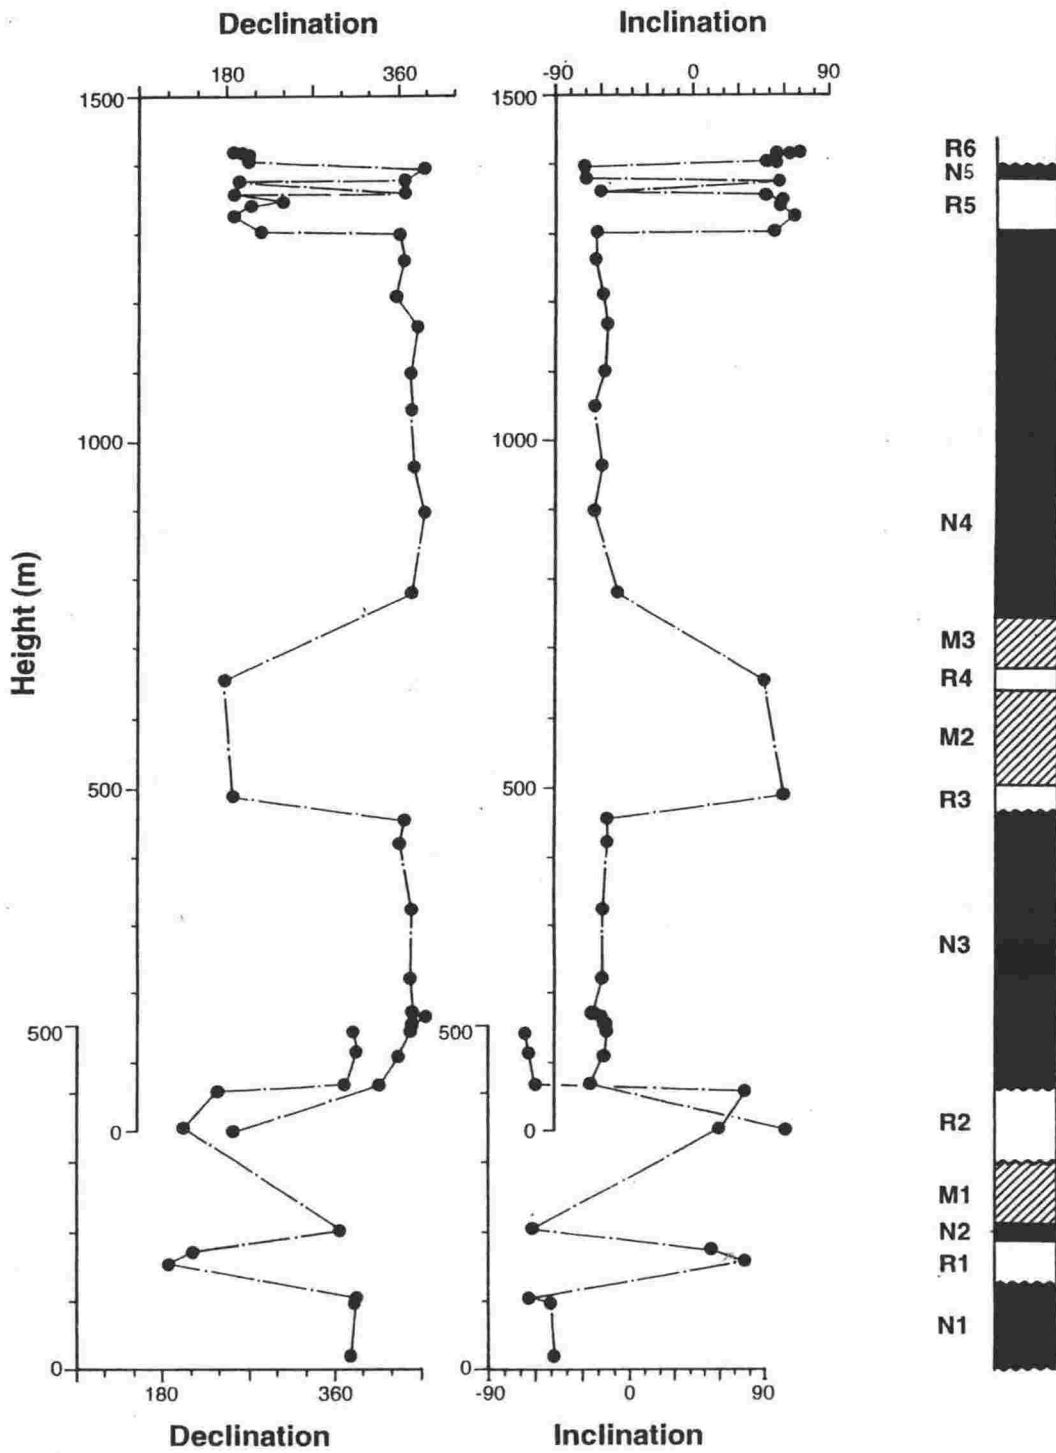 Declination Inclination
180 360 -90 0 90
1500 1500
R6
N5
R5
1000 1000
N4
Height (m)
M3
R4
M2
500 500
R3
N3
500 500
R2
0 0
M1
N2
R1
N1
0 0
180 360 -90 0 90
Declination Inclination